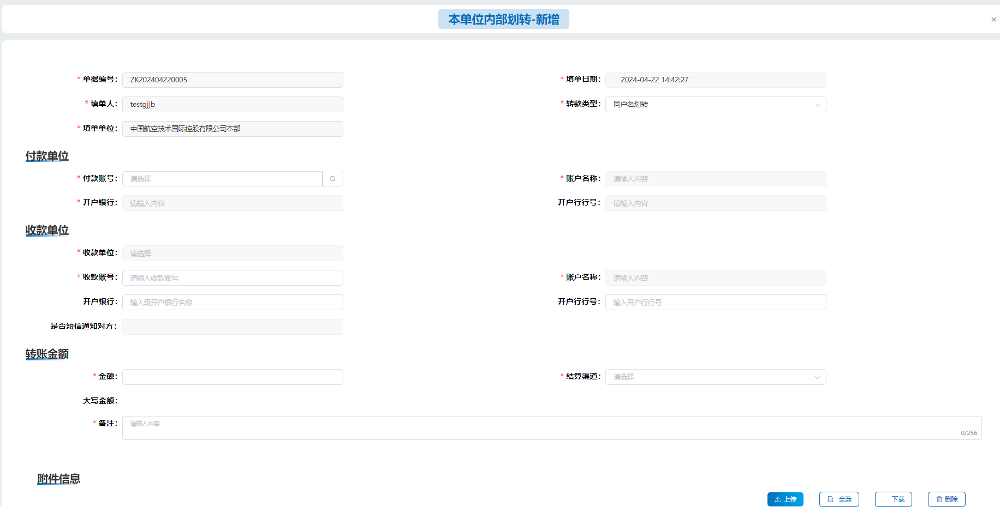 本单位内部划转-新增
* 单据编号： ZK202404220005
* 填单日期： 2024-04-22 14:42:27
* 填单人： testgjjb
* 转款类型： 同户名划转
* 填单单位： 中国航空技术国际控股有限公司本部
付款单位
* 付款账号： 请选择
* 账户名称： 请输入内容
* 开户银行： 请输入内容
开户行行号： 请输入内容
收款单位
* 收款单位： 请选择
* 收款账号： 请输入收款账号
* 账户名称： 请输入内容
开户银行： 输入级开户银行名称
开户行行号： 输入开户行行号
是否短信通知对方：
转账金额
* 金额：
* 结算渠道： 请选择
大写金额：
* 备注： 请输入内容
0/256
附件信息
上传 全选 下载 删除